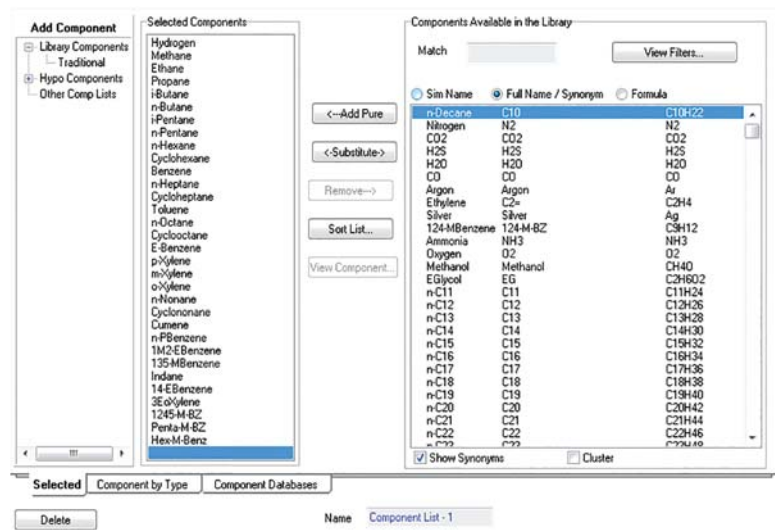 Add Component
Library Components
Traditional
Hypo Components
Other Comp Lists
Selected Components
Hydrogen
Methane
Ethane
Propane
i-Butane
n-Butane
i-Pentane
n-Pentane
n-Hexane
Cyclohexane
Benzene
n-Heptane
Cycloheptane
Toluene
n-Octane
Cyclooctane
E-Benzene
p-Xylene
m-Xylene
o-Xylene
n-Nonane
Cyclononane
Cumene
n-PBenzene
1M2-EBenzene
135-MBenzene
Indane
14-EBenzene
3EoXylene
1245-M-BZ
Penta-M-BZ
Hex-M-Benz
<---Add Pure
<-Substitute->
Remove--->
Sort List...
View Component...
Components Available in the Library
Match
View Filters...
Sim Name Full Name / Synonym Formula
n-Decane C10 C10H22
Nitrogen N2 N2
CO2 CO2 CO2
H2S H2S H2S
H2O H2O H2O
CO CO CO
Argon Argon Ar
Ethylene C2= C2H4
Silver Silver Ag
124-MBenzene 124-M-BZ C9H12
Ammonia NH3 NH3
Oxygen O2 O2
Methanol Methanol CH4O
EGlycol EG C2H6O2
n-C11 C11 C11H24
n-C12 C12 C12H26
n-C13 C13 C13H28
n-C14 C14 C14H30
n-C15 C15 C15H32
n-C16 C16 C16H34
n-C17 C17 C17H36
n-C18 C18 C18H38
n-C19 C19 C19H40
n-C20 C20 C20H42
n-C21 C21 C21H44
n-C22 C22 C22H46
n-C23 C23 C23H48
Show Synonyms Cluster
Selected Component by Type Component Databases
Delete Name Component List - 1